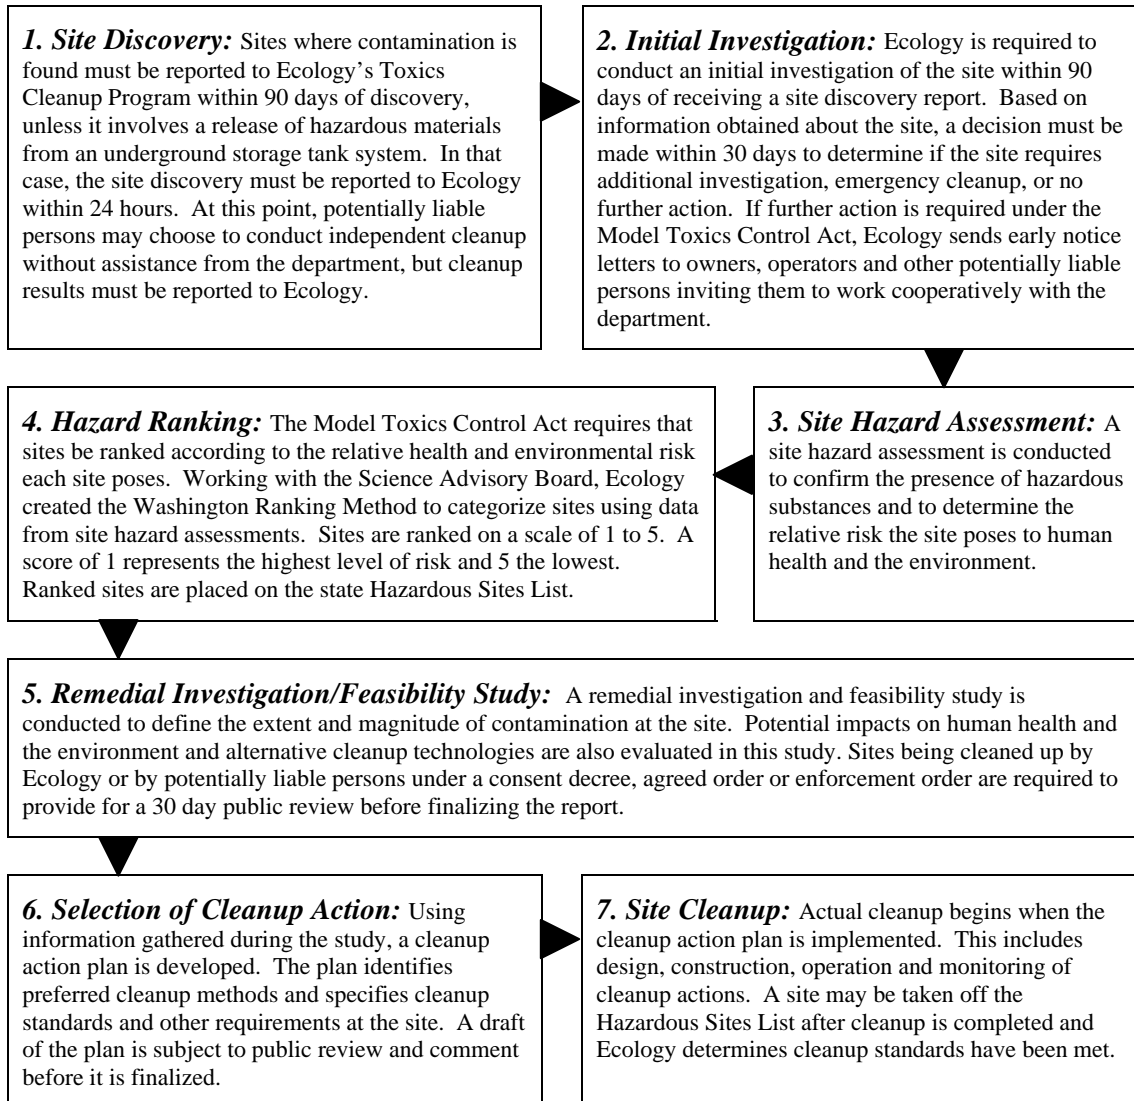 1. Site Discovery: Sites where contamination is
found must be reported to Ecology's Toxics
Cleanup Program within 90 days of discovery,
unless it involves a release of hazardous materials
from an underground storage tank system.  In that
case, the site discovery must be reported to Ecology
within 24 hours.  At this point, potentially liable
persons may choose to conduct independent cleanup
without assistance from the department, but cleanup
results must be reported to Ecology.
2. Initial Investigation: Ecology is required to
conduct an initial investigation of the site within 90
days of receiving a site discovery report.  Based on
information obtained about the site, a decision must be
made within 30 days to determine if the site requires
additional investigation, emergency cleanup, or no
further action.  If further action is required under the
Model Toxics Control Act, Ecology sends early notice
letters to owners, operators and other potentially liable
persons inviting them to work cooperatively with the
department.
3. Site Hazard Assessment: A
site hazard assessment is conducted
to confirm the presence of hazardous
substances and to determine the
relative risk the site poses to human
health and the environment.
4. Hazard Ranking: The Model Toxics Control Act requires that
sites be ranked according to the relative health and environmental risk
each site poses.  Working with the Science Advisory Board, Ecology
created the Washington Ranking Method to categorize sites using data
from site hazard assessments.  Sites are ranked on a scale of 1 to 5.  A
score of 1 represents the highest level of risk and 5 the lowest.
Ranked sites are placed on the state Hazardous Sites List.
5. Remedial Investigation/Feasibility Study:  A remedial investigation and feasibility study is
conducted to define the extent and magnitude of contamination at the site.  Potential impacts on human health and
the environment and alternative cleanup technologies are also evaluated in this study. Sites being cleaned up by
Ecology or by potentially liable persons under a consent decree, agreed order or enforcement order are required to
provide for a 30 day public review before finalizing the report.
6. Selection of Cleanup Action: Using
information gathered during the study, a cleanup
action plan is developed.  The plan identifies
preferred cleanup methods and specifies cleanup
standards and other requirements at the site.  A draft
of the plan is subject to public review and comment
before it is finalized.
7. Site Cleanup: Actual cleanup begins when the
cleanup action plan is implemented.  This includes
design, construction, operation and monitoring of
cleanup actions.  A site may be taken off the
Hazardous Sites List after cleanup is completed and
Ecology determines cleanup standards have been met.